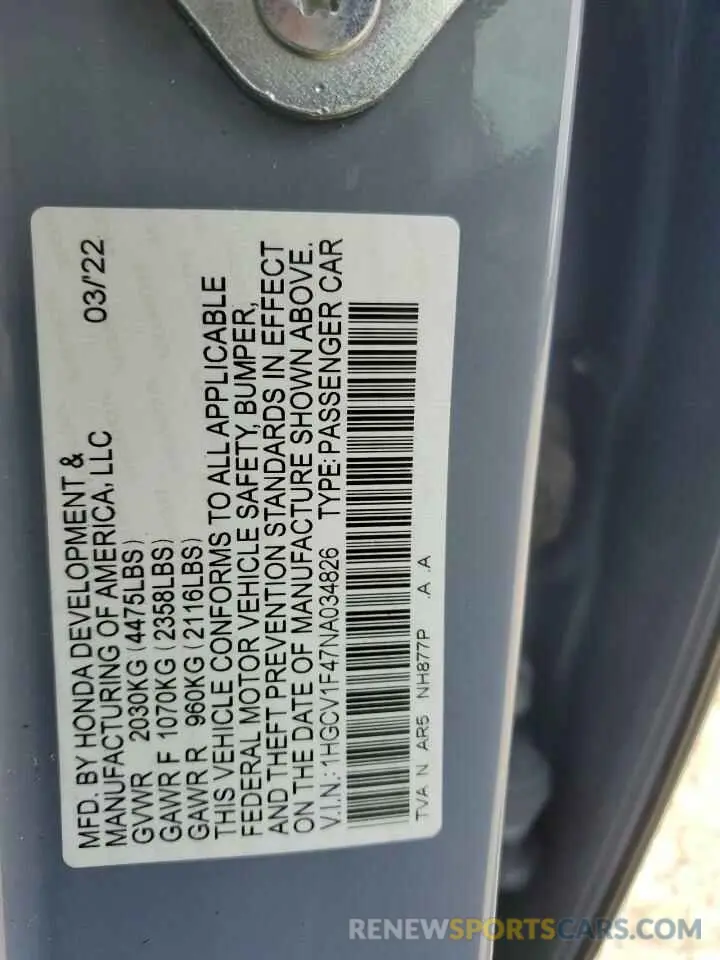 MFD. BY HONDA DEVELOPMENT &
MANUFACTURING OF AMERICA, LLC 03/'22
GVWR 2030KG (4475LBS)
GAWR F 1070KG (2358LBS)
GAWR R 960KG (2116LBS)
THIS VEHICLE CONFORMS TO ALL APPLICABLE
FEDERAL MOTOR VEHICLE SAFETY, BUMPER,
AND THEFT PREVENTION STANDARDS IN EFFECT
ON THE DATE OF MANUFACTURE SHOWN ABOVE.
V.I.N.: 1HGCV1F47NA034826 TYPE: PASSENGER CAR
TVA N AR5 NH877P .A .A
RENEWSPORTSCARS.COM